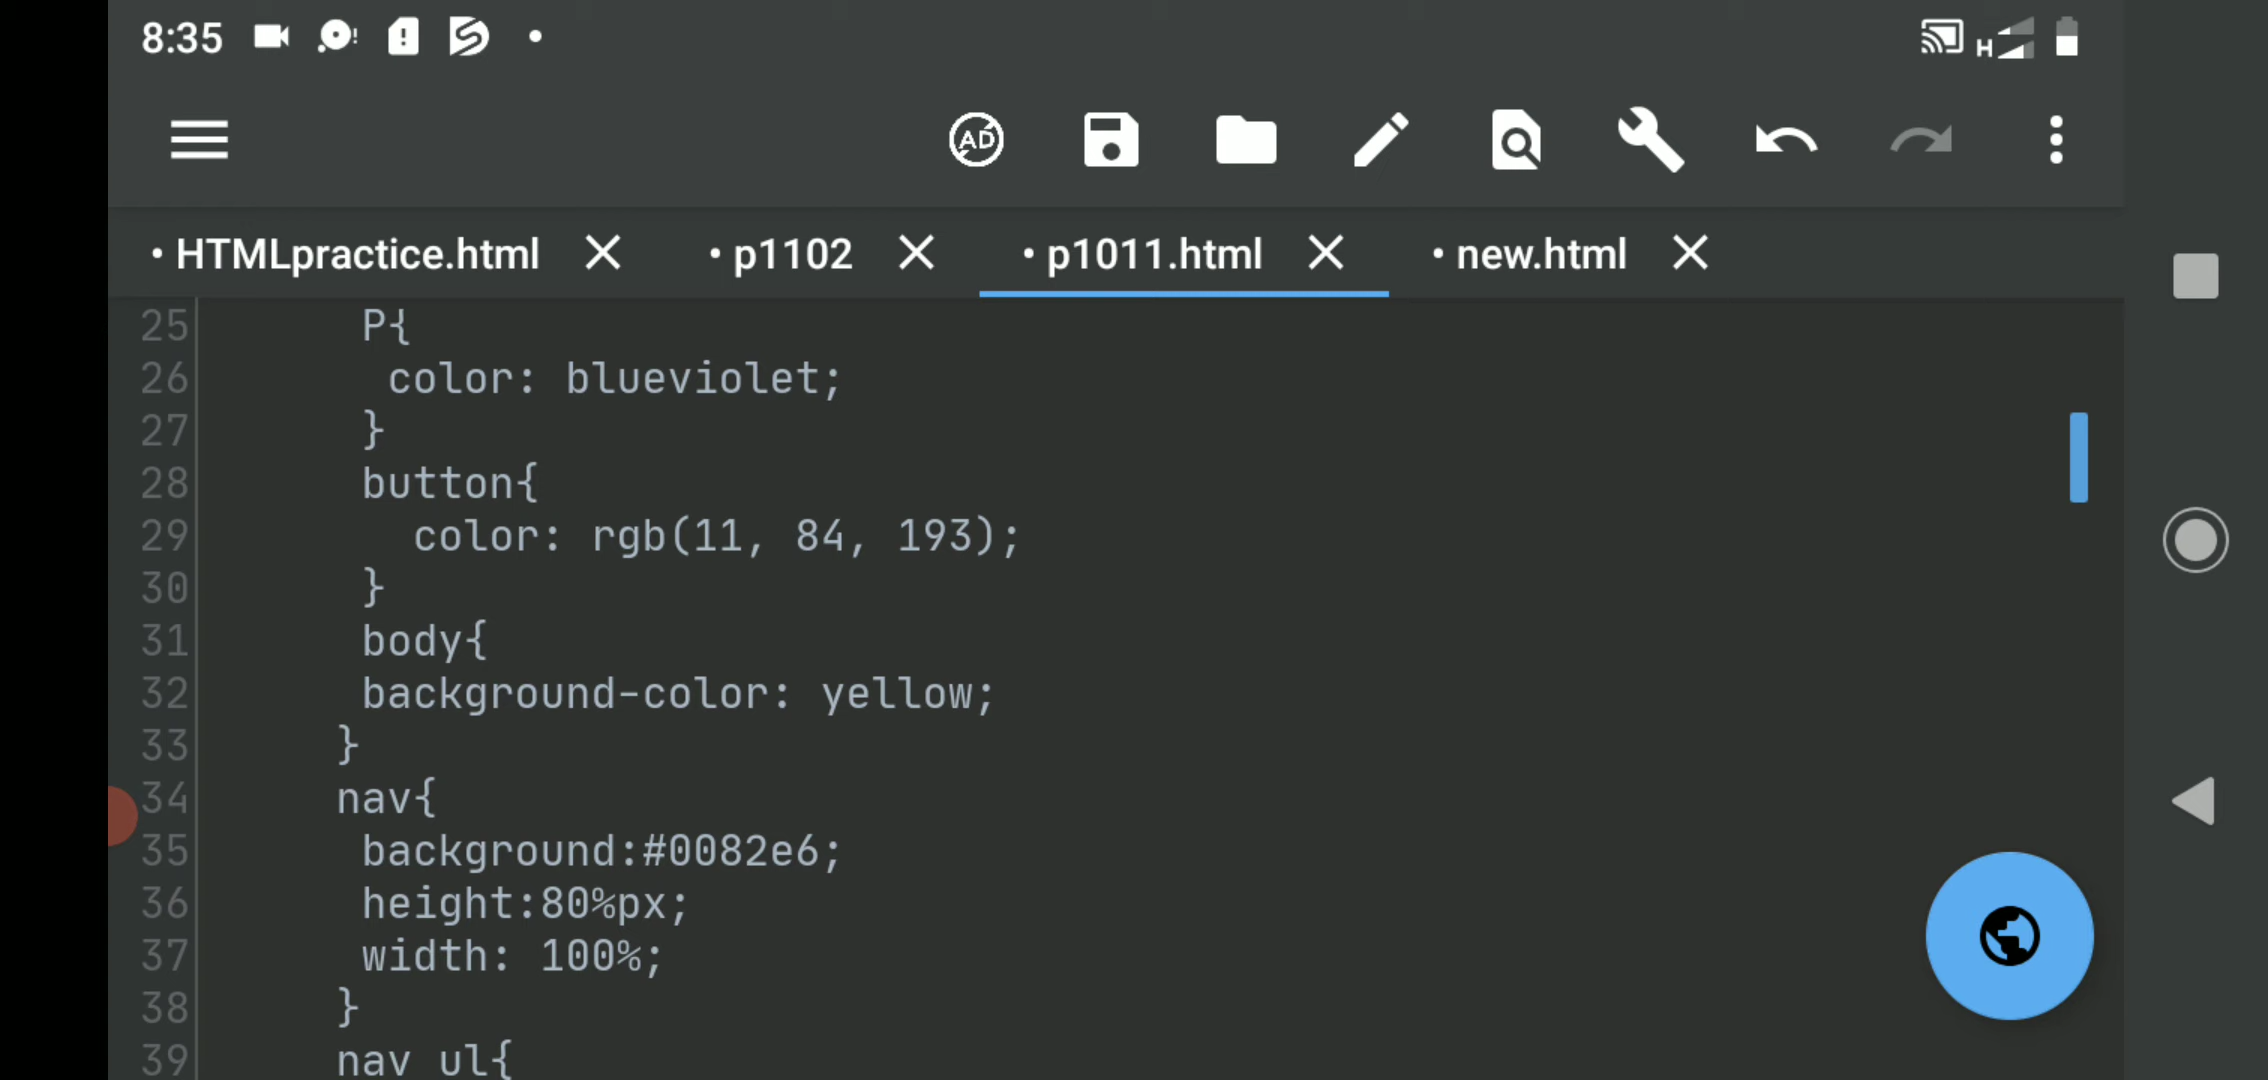 8:35
H
AD
• HTMLpractice.html
• p1102
• p1011.html
• new.html
25 P{
26 color: blueviolet;
27 }
28 button{
29 color: rgb(11, 84, 193);
30 }
31 body{
32 background-color: yellow;
33 }
34 nav{
35 background:#0082e6;
36 height:80%px;
37 width: 100%;
38 }
39 nav ul{